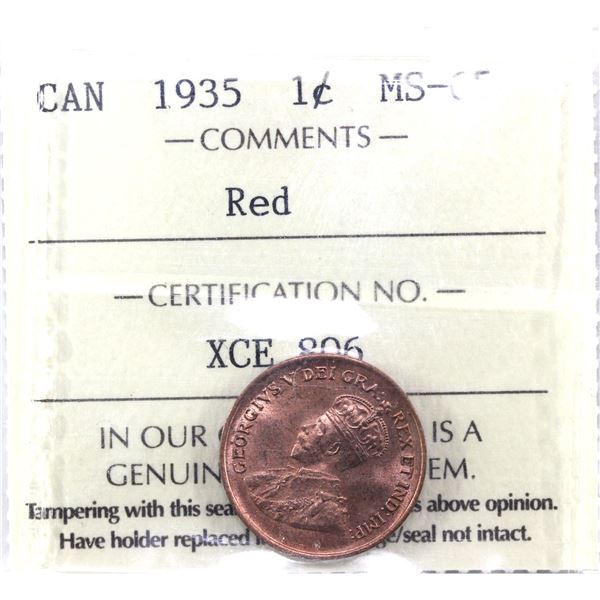 CAN 1935 1¢ MS-65
— COMMENTS —
Red
— CERTIFICATION NO. —
XCE 806
GEORGIVS V DEI GRA: REX ET IND: IMP:
IN OUR IS A
GENUIN EM.
Tampering with this sea s above opinion.
Have holder replaced i ge/seal not intact.